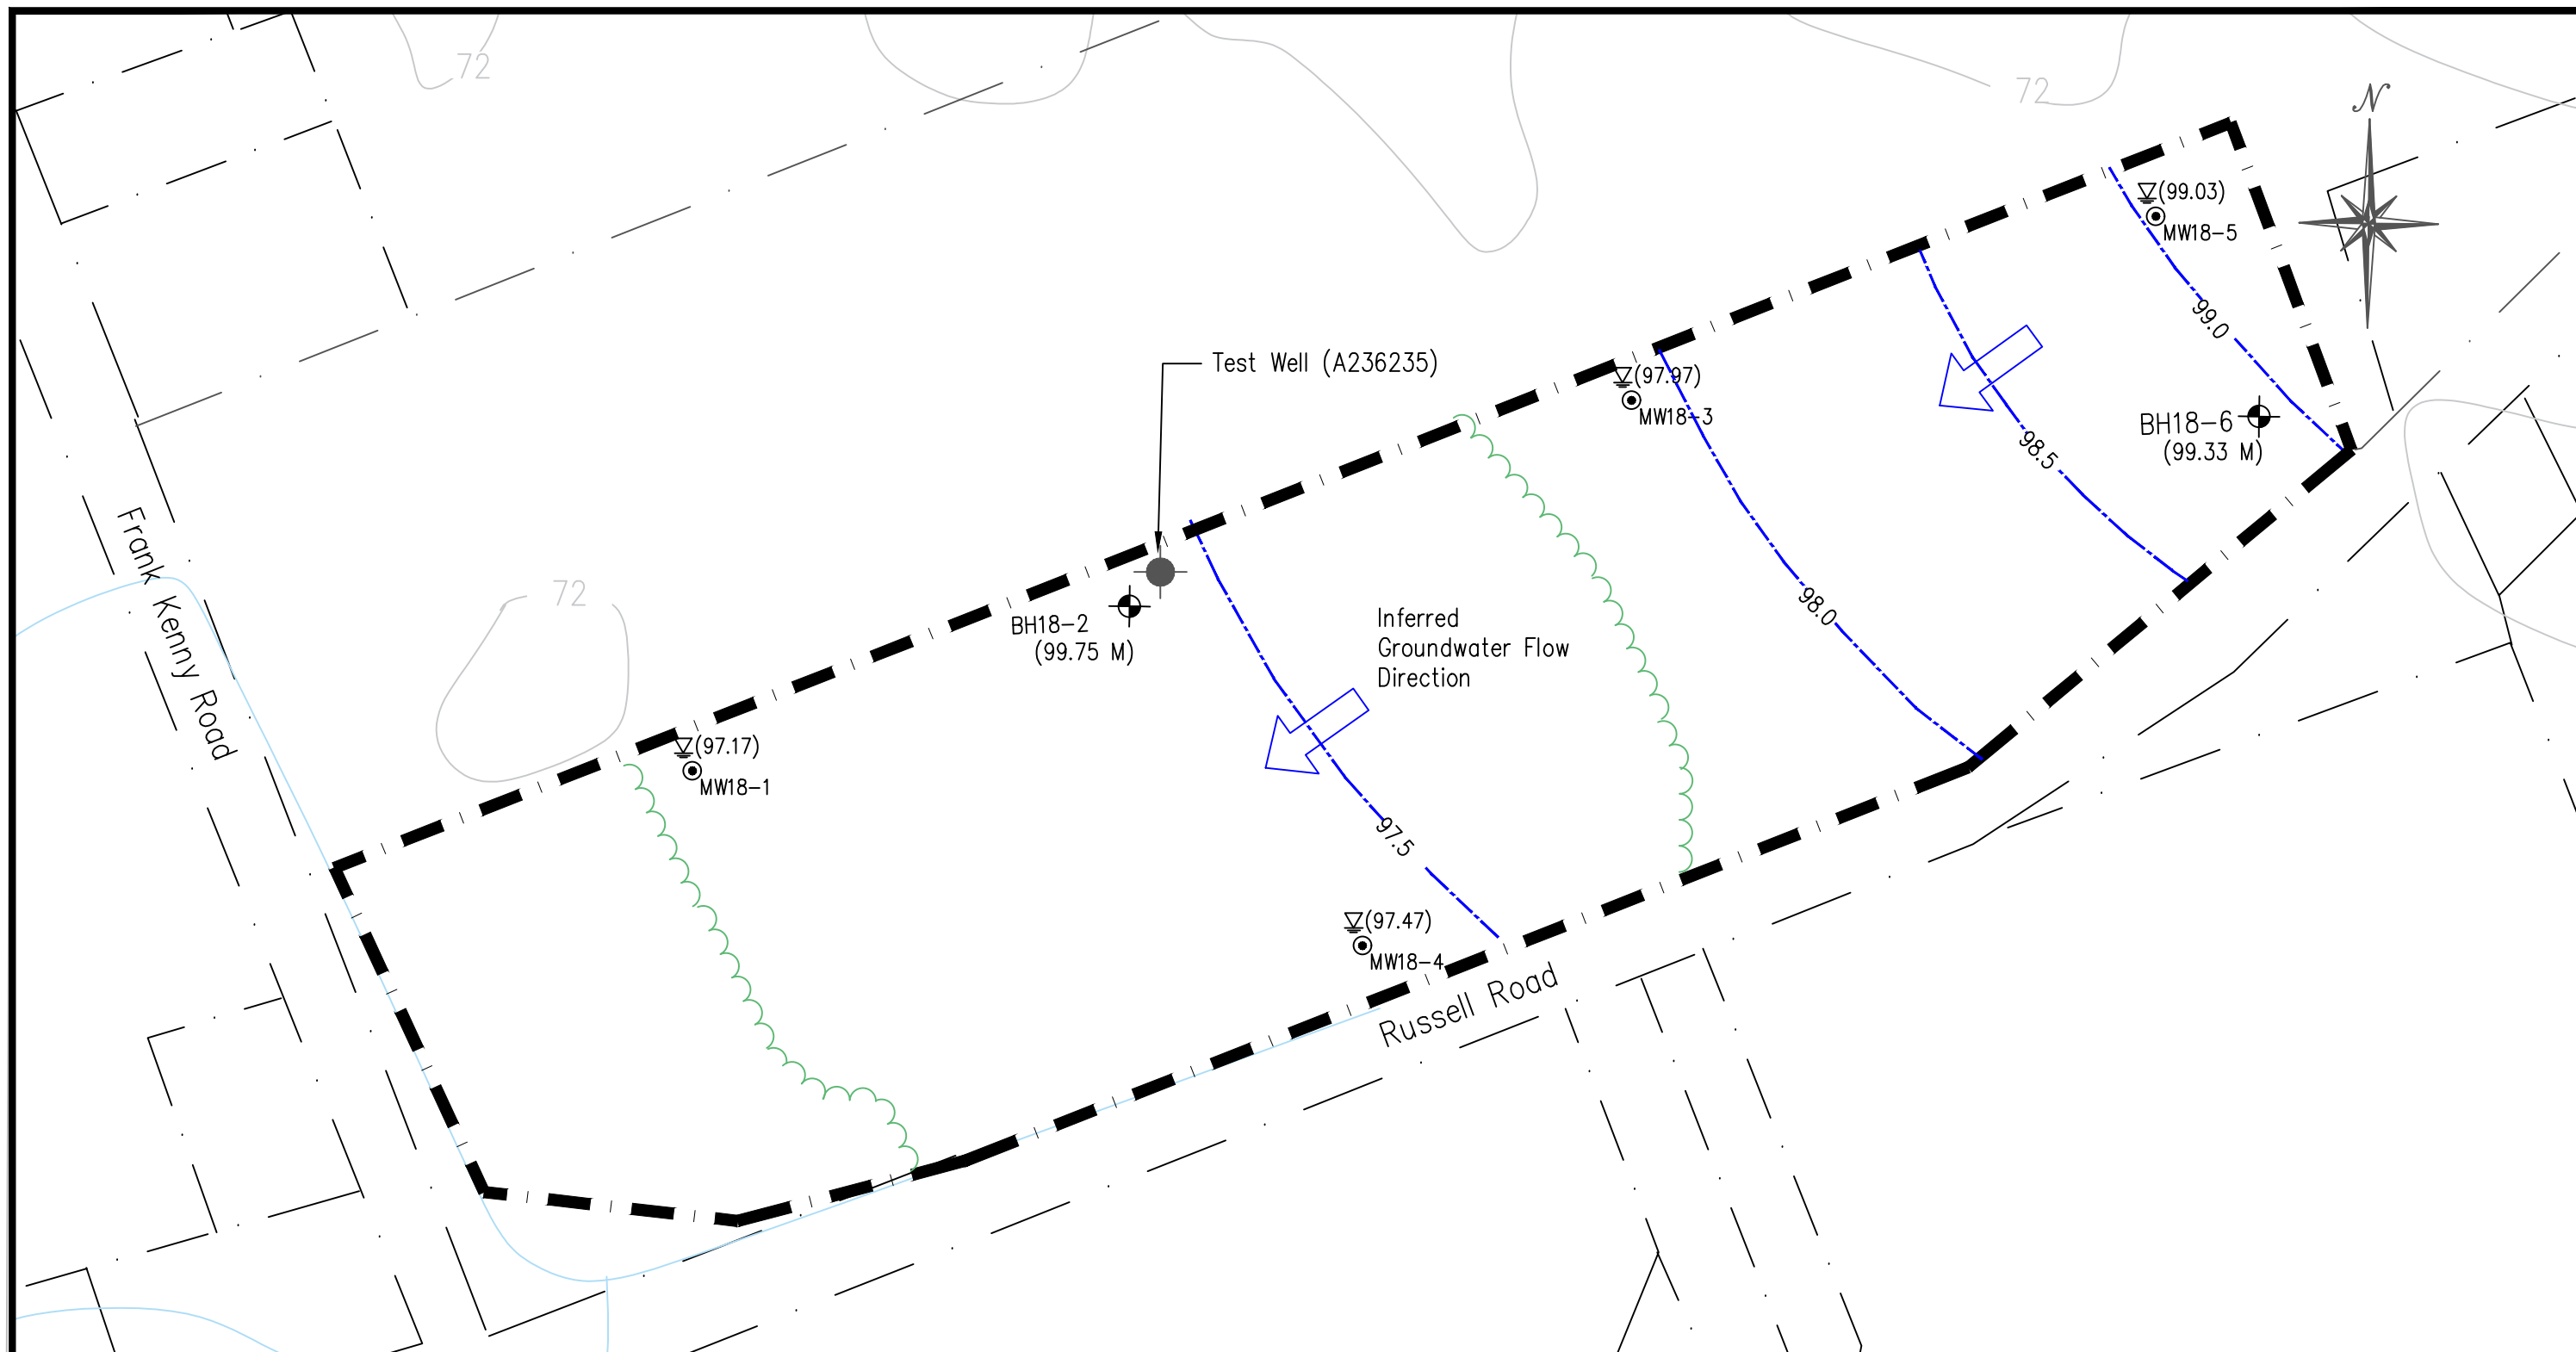 72
72
N
(99.03)
MW18-5
99.0
Test Well (A236235)
(97.97)
MW18-3
BH18-6
(99.33 M)
98.5
Frank Kenny Road
72
98.0
BH18-2
(99.75 M)
Inferred
Groundwater Flow
Direction
(97.17)
MW18-1
97.5
(97.47)
MW18-4
Russell Road